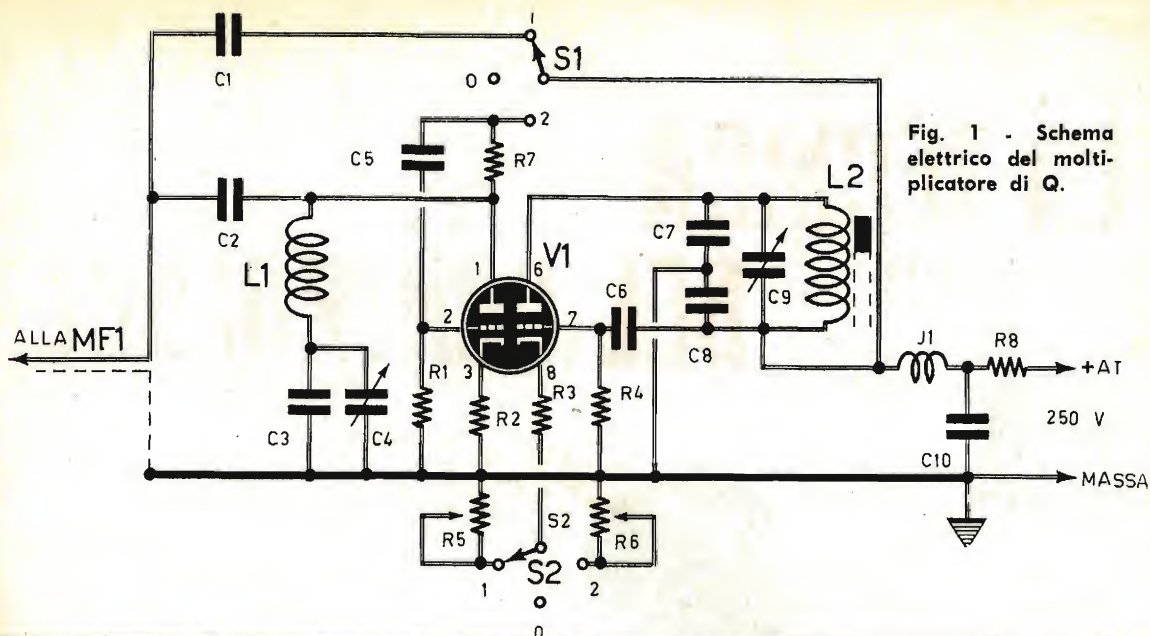 1
C1
S1
0
2
C5
R7
Fig. 1 - Schema
elettrico del molti-
plicatore di Q.
L2
C2
L1
V1
1
6
C7
C6
C9
2
7
C8
ALLA MF1
3
8
J1
R8
+AT
R1
R2
R3
R4
250 V
C3
C4
C10
MASSA
S2
R5
R6
S2
1
2
0